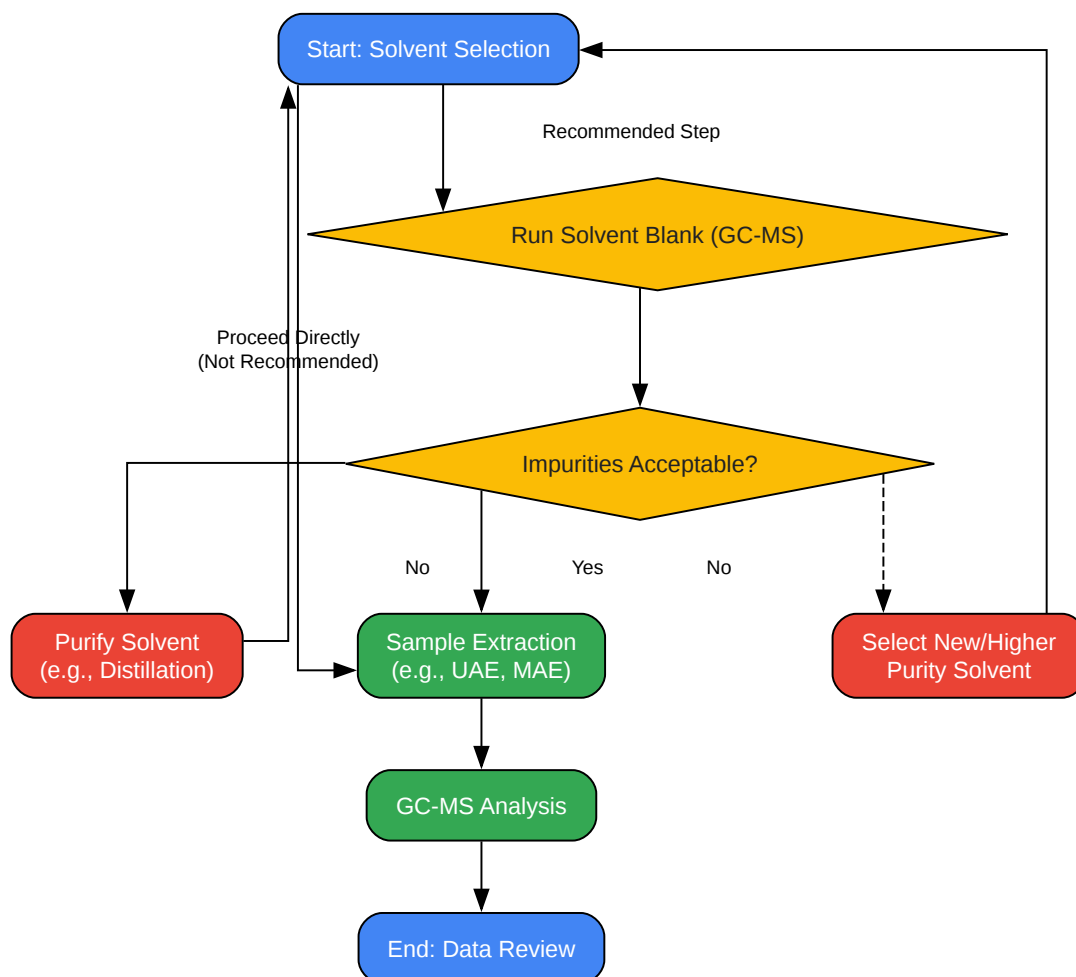 Start: Solvent Selection
Recommended Step
Run Solvent Blank (GC-MS)
Proceed Directly
(Not Recommended)
Impurities Acceptable?
No
Yes
No
Purify Solvent
(e.g., Distillation)
Sample Extraction
(e.g., UAE, MAE)
Select New/Higher
Purity Solvent
GC-MS Analysis
End: Data Review